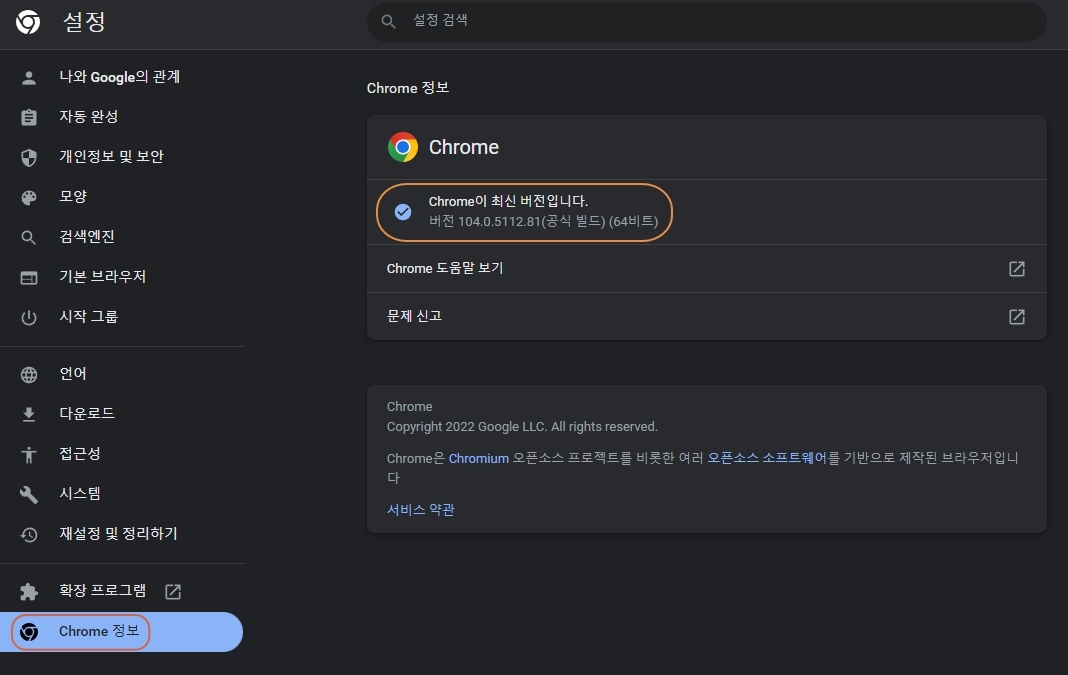 설정
설정 검색
나와 Google의 관계
자동 완성
개인정보 및 보안
모양
검색엔진
기본 브라우저
시작 그룹
언어
다운로드
접근성
시스템
재설정 및 정리하기
확장 프로그램
Chrome 정보
Chrome 정보
Chrome
Chrome이 최신 버전입니다.
버전 104.0.5112.81(공식 빌드) (64비트)
Chrome 도움말 보기
문제 신고
Chrome
Copyright 2022 Google LLC. All rights reserved.
Chrome은 Chromium 오픈소스 프로젝트를 비롯한 여러 오픈소스 소프트웨어를 기반으로 제작된 브라우저입니
다
서비스 약관